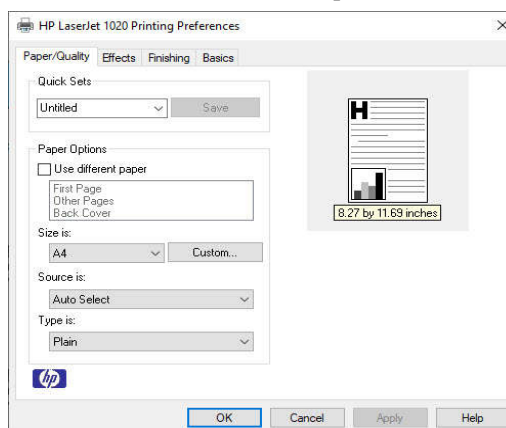 HP LaserJet 1020 Printing Preferences
Paper/Quality Effects Finishing Basics
Quick Sets
Untitled Save
Paper Options
Use different paper
First Page
Other Pages
Back Cover
Size is:
A4 Custom...
Source is:
Auto Select
Type is:
Plain
H
8.27 by 11.69 inches
hp
OK Cancel Apply Help